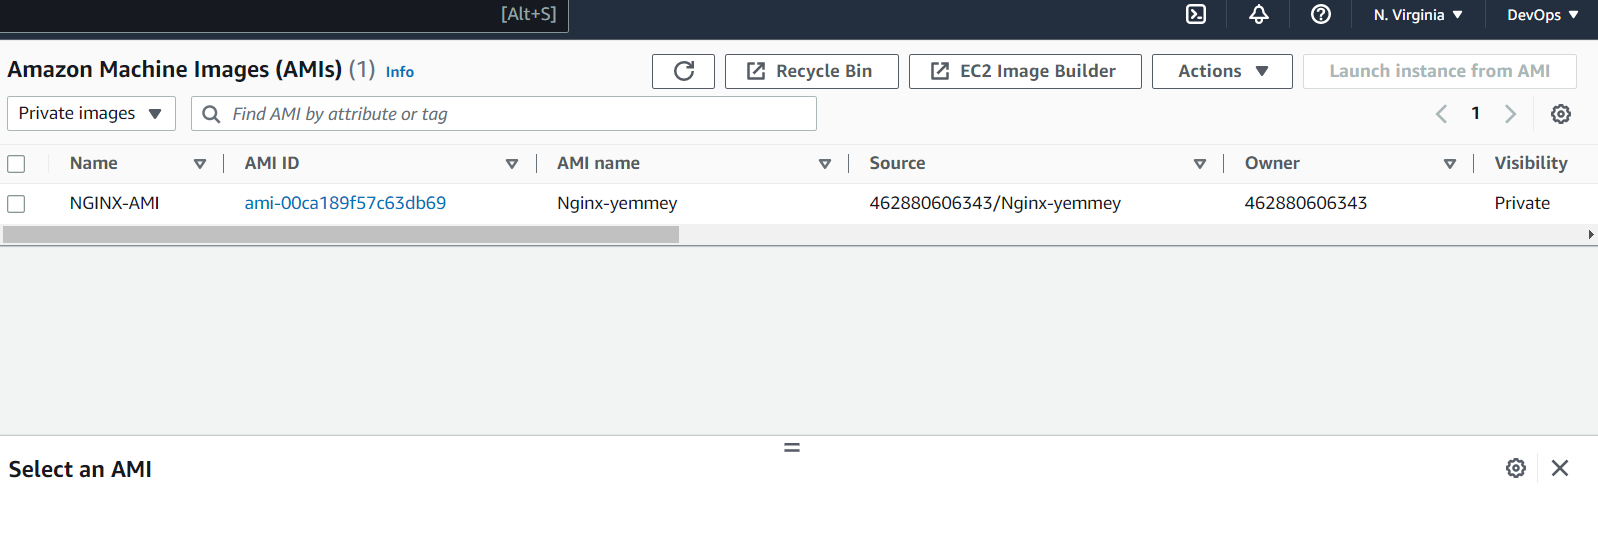 [Alt+S] N. Virginia DevOps
Amazon Machine Images (AMIs) (1) Info Recycle Bin EC2 Image Builder Actions Launch instance from AMI
Private images Find AMI by attribute or tag 1
Name AMI ID AMI name Source Owner Visibility
NGINX-AMI ami-00ca189f57c63db69 Nginx-yemmey 462880606343/Nginx-yemmey 462880606343 Private
Select an AMI